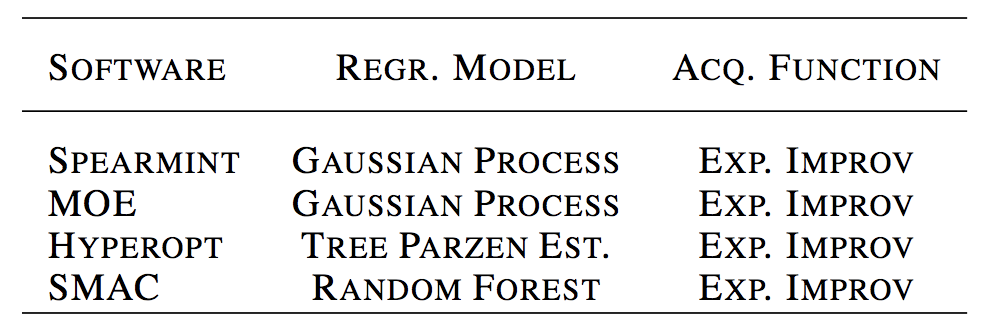 SOFTWARE REGR. MODEL ACQ. FUNCTION
SPEARMINT GAUSSIAN PROCESS EXP. IMPROV
MOE GAUSSIAN PROCESS EXP. IMPROV
HYPEROPT TREE PARZEN EST. EXP. IMPROV
SMAC RANDOM FOREST EXP. IMPROV